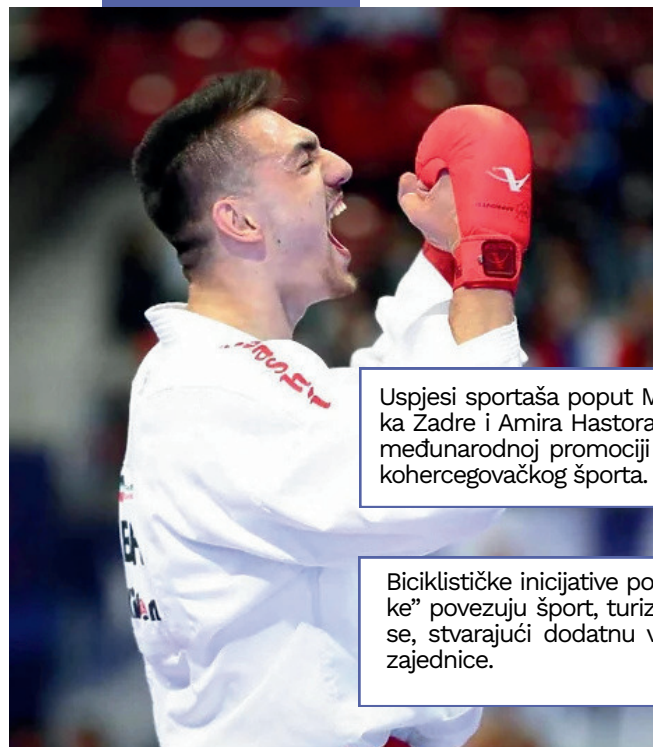 Uspjesi sportaša poput M
ka Zadre i Amira Hastora
međunarodnoj promociji
kohercegovačkog športa.
Biciklističke inicijative po
ke” povezuju šport, turiz
se, stvarajući dodatnu v
zajednice.